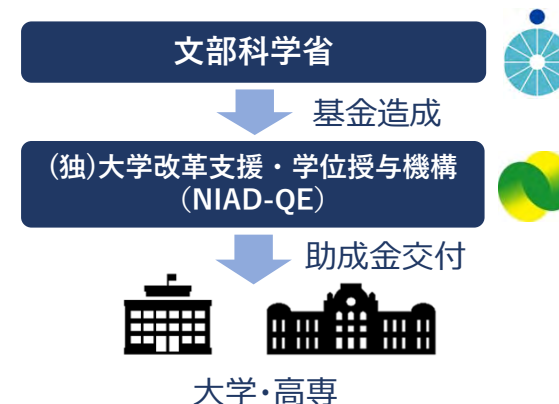 文部科学省
基金造成
(独)大学改革支援・学位授与機構
（NIAD-QE）
助成金交付
大学・高専